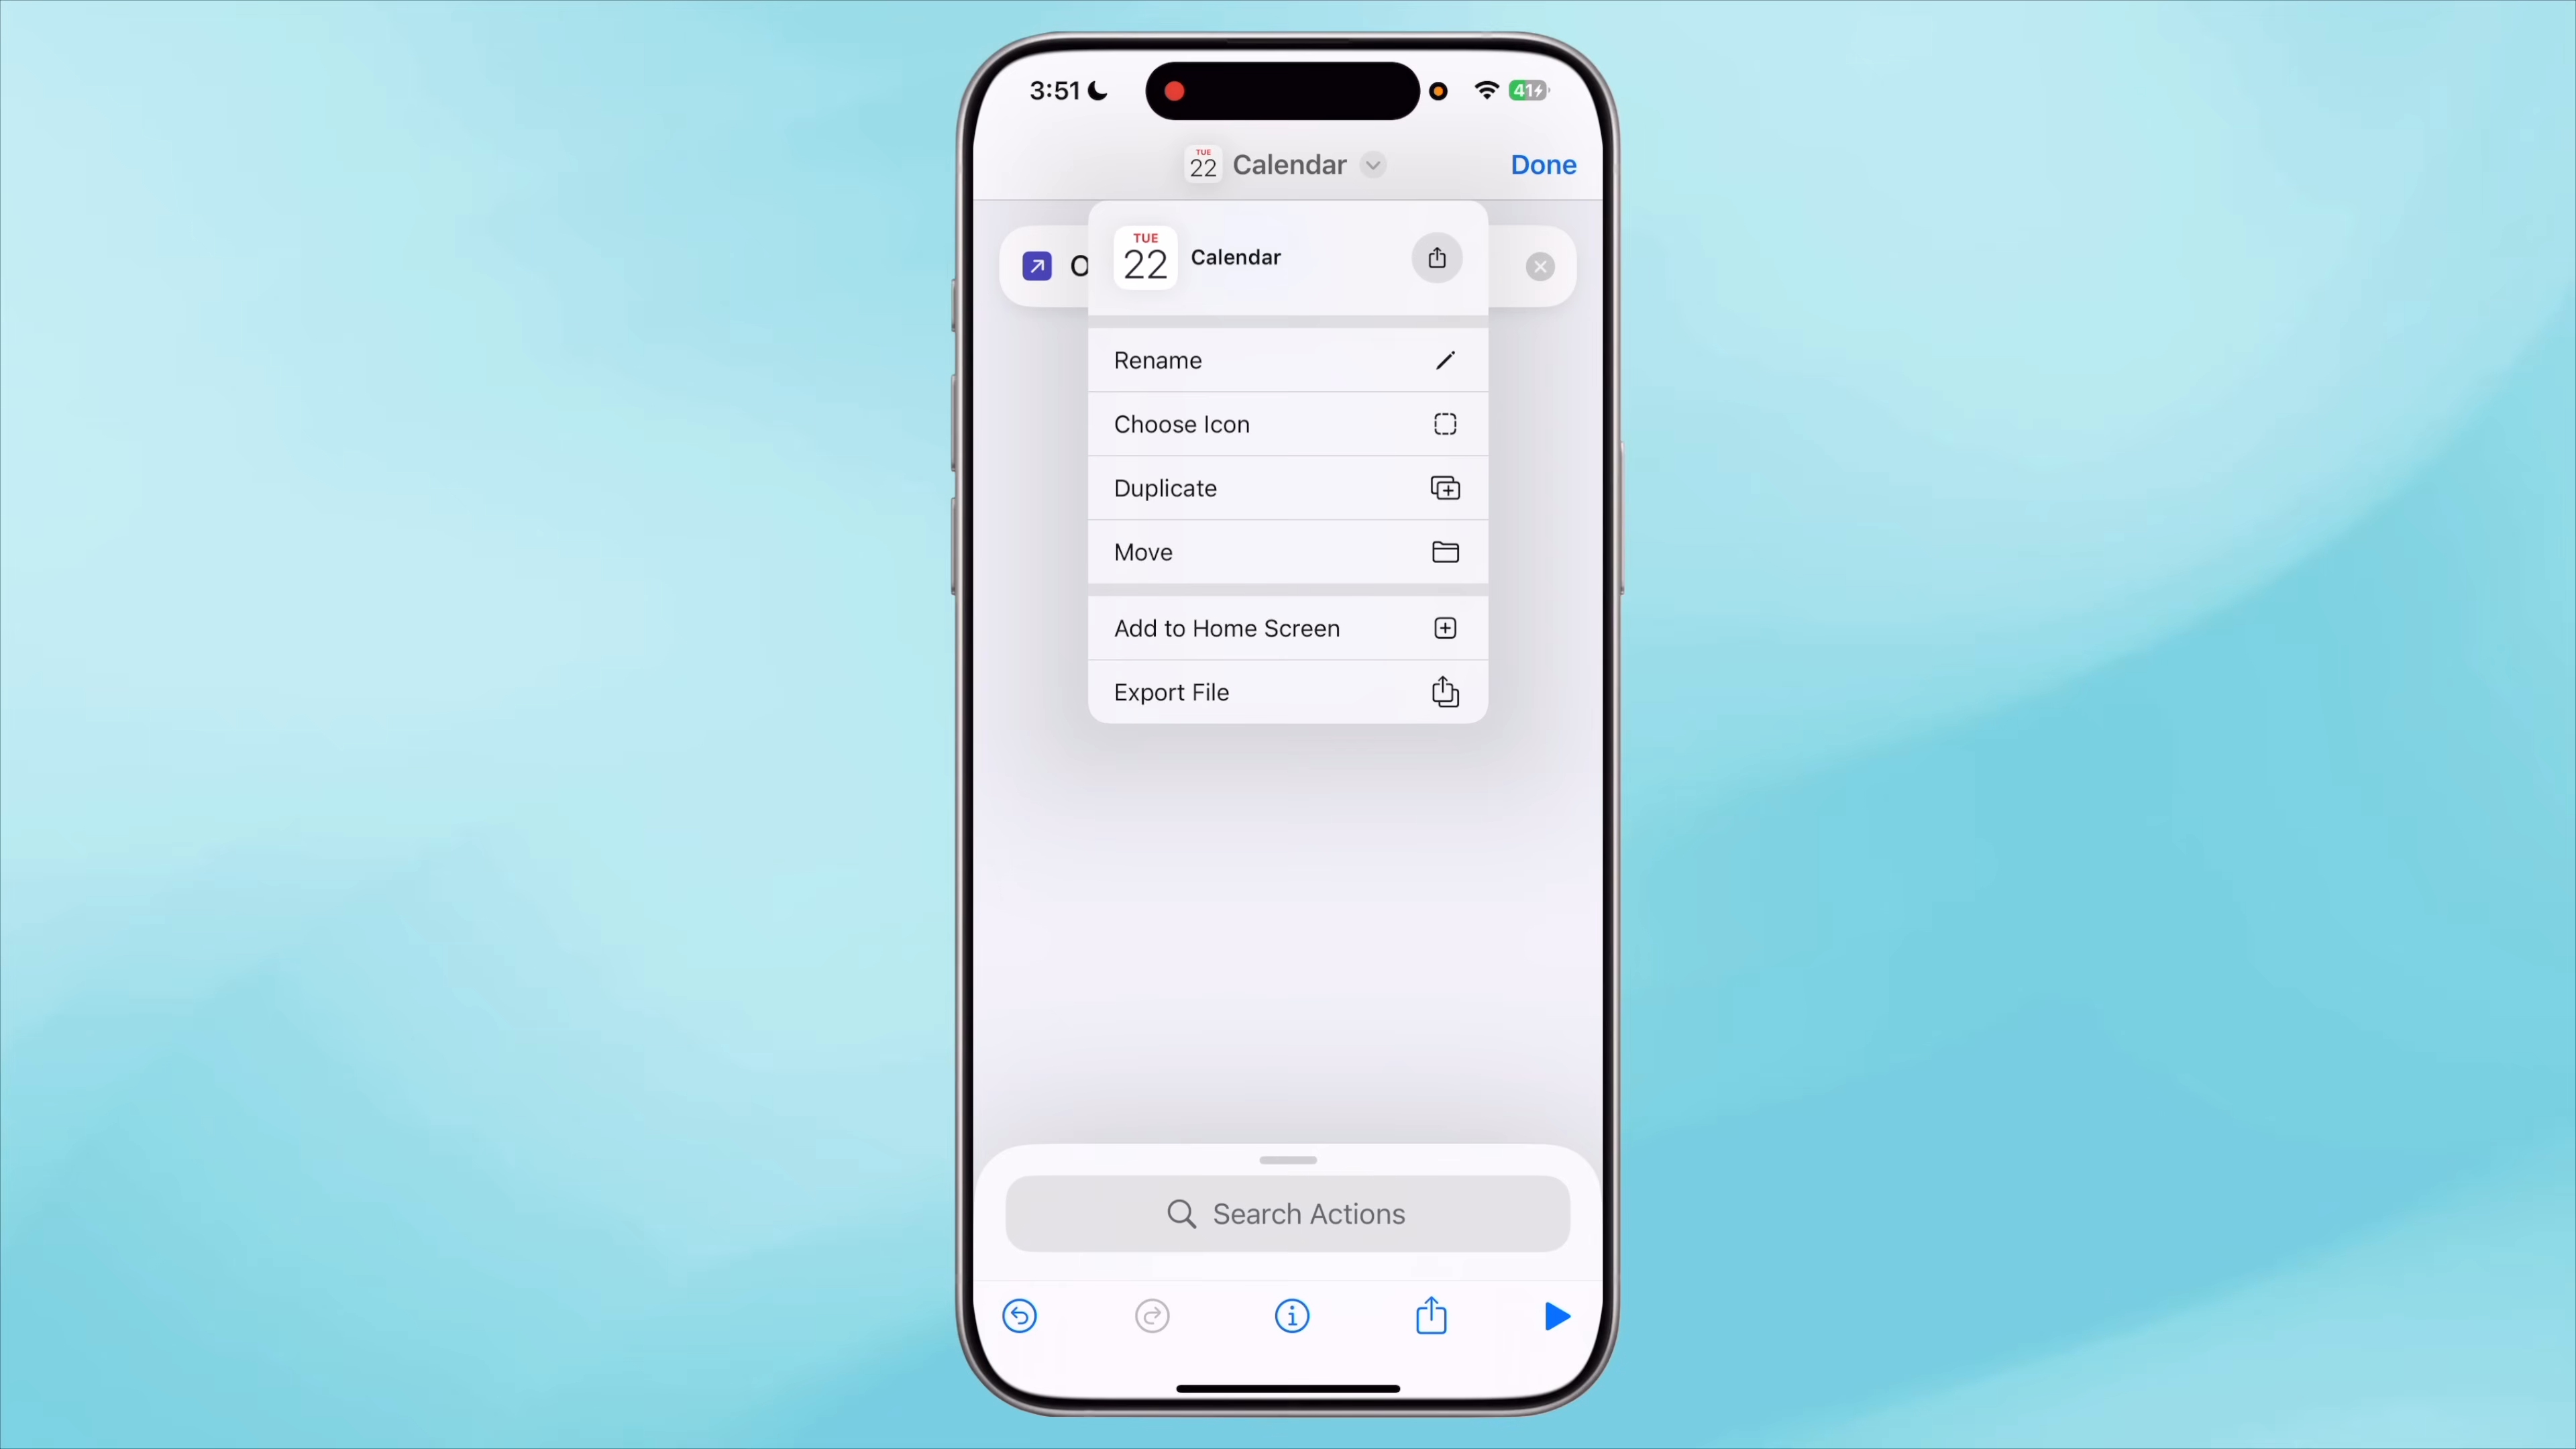 3:51
41
TUE
22
Calendar
Done
TUE
22
Calendar
Rename
Choose Icon
Duplicate
Move
Add to Home Screen
Export File
Search Actions